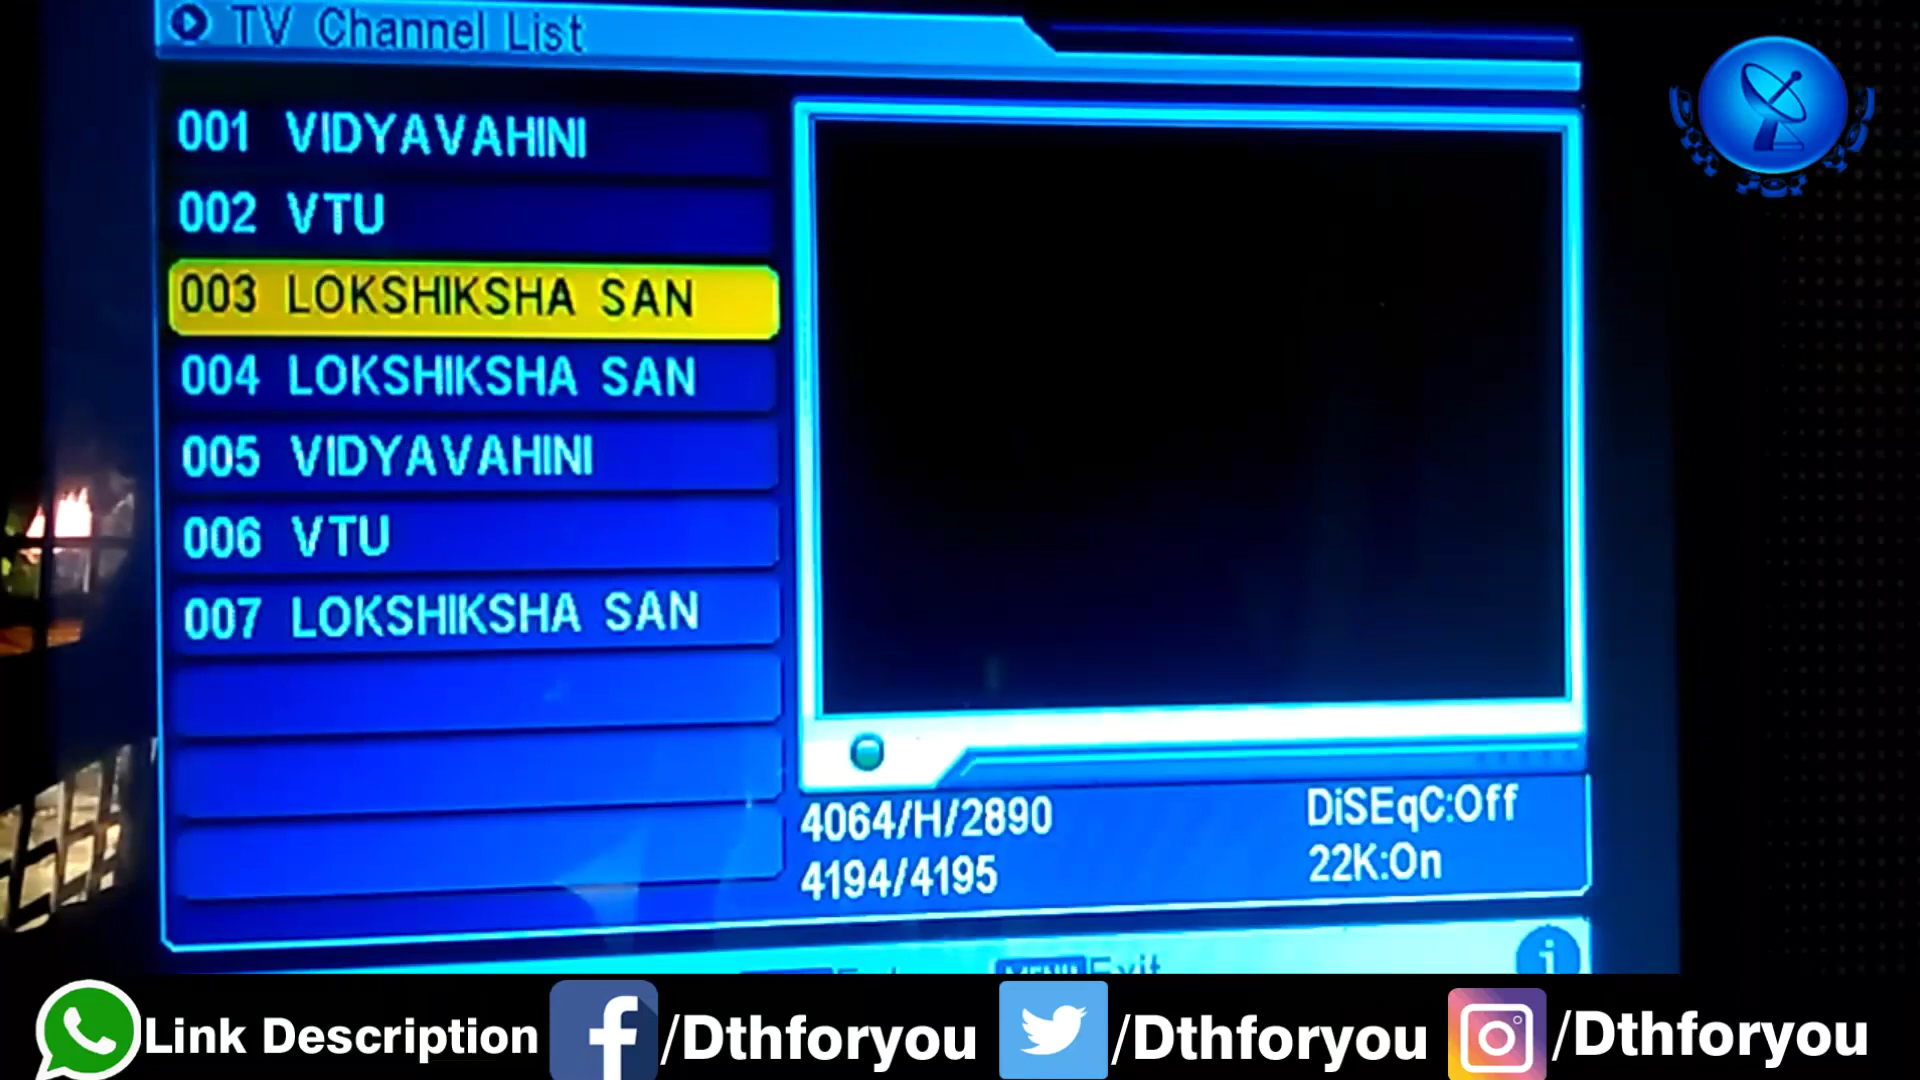 TV Channel List
001 VIDYAVAHINI
002 VTU
003 LOKSHIKSHA SAN
004 LOKSHIKSHA SAN
005 VIDYAVAHINI
006 VTU
007 LOKSHIKSHA SAN
4064/H/2890
DiSEqC:Off
4194/4195
22K:On
MENU Exit
i
Link Description
f /Dthforyou
/Dthforyou
/Dthforyou